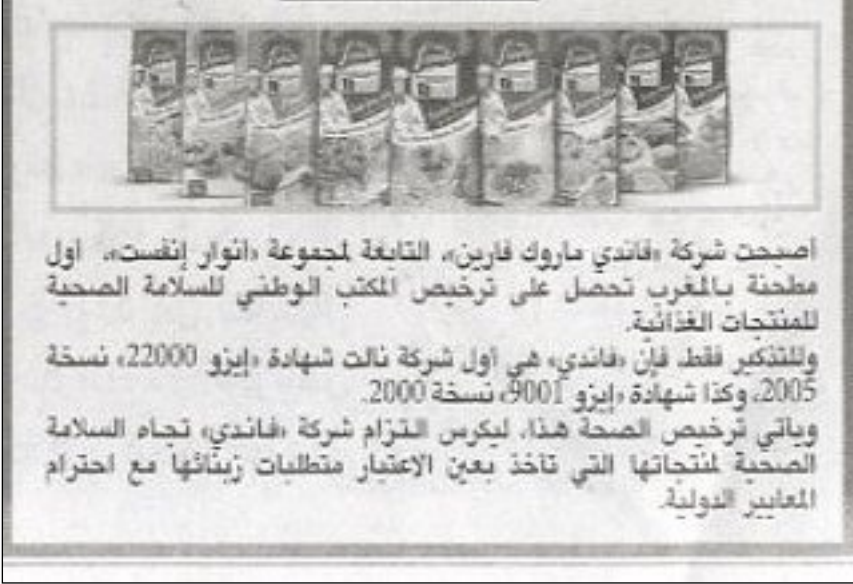 أصبحت شركة «فاندي ماروك فارين»، التابعة لمجموعة «أنوار إنفست»، أول
مطحنة بالمغرب تحصل على ترخيص المكتب الوطني للسلامة الصحية
للمنتجات الغذائية.
وللتذكير فقط، فإن «فاندي» هي أول شركة نالت شهادة «إيزو 22000» نسخة
2005، وكذا شهادة «إيزو 9001» نسخة 2000.
ويأتي ترخيص الصحة هذا، ليكرس التزام شركة «فاندي» تجاه السلامة
الصحية لمنتجاتها التي تأخذ بعين الاعتبار متطلبات زبنائها مع احترام
المعايير الدولية.